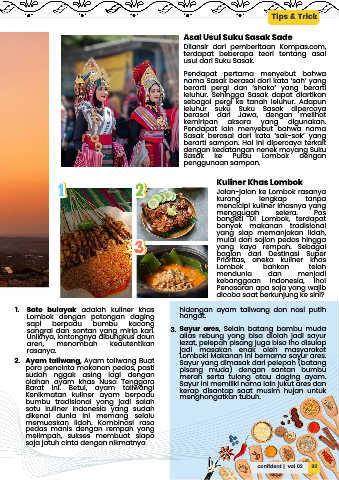 Tips & Trick
Asal Usul Suku Sasak Sade
Dilansir dari pemberitaan Kompas.com,
terdapat beberapa teori tentang asal
usul dari Suku Sasak.
Pendapat pertama menyebut bahwa
nama Sasak berasal dari kata 'sah' yang
berarti pergi dan 'shaka' yang berarti
leluhur. Sehingga Sasak dapat diartikan
sebagai pergi ke tanah leluhur. Adapun
leluhur suku Suku Sasak dipercaya
berasal dari Jawa, dengan melihat
kemiripan aksara yang digunakan.
Pendapat lain menyebut bahwa nama
Sasak berasal dari kata 'sak-sok' yang
berarti sampan. Hal ini dipercaya terkait
dengan kedatangan nenek moyang Suku
Sasak ke Pulau Lombok dengan
penggunaan sampan.
Kuliner Khas Lombok
Jalan-jalan ke Lombok rasanya
kurang lengkap tanpa
mencicipi kuliner khasnya yang
menggugah selera. Pas
banget! Di Lombok, terdapat
banyak makanan tradisional
yang siap memanjakan lidah,
mulai dari sajian pedas hingga
yang kaya rempah. Sebagai
bagian dari Destinasi Super
Prioritas, aneka kuliner khas
Lombok bahkan telah
mendunia dan menjadi
kebanggaan Indonesia, lho!
Penasaran apa saja yang wajib
dicoba saat berkunjung ke sini?
1
2
3
1. Sate bulayak adalah kuliner khas
Lombok dengan potongan daging
sapi berpadu bumbu kacang
sangrai dan santan yang mirip kari.
Uniknya, lontongnya dibungkus daun
aren, menambah keautentikan
rasanya.
2. Ayam taliwang, Ayam taliwang Buat
para pencinta makanan pedas, pasti
sudah nggak asing lagi dengan
olahan ayam khas Nusa Tenggara
Barat ini. Betul, ayam taliwang!
Kenikmatan kuliner ayam berpadu
bumbu tradisional yang jadi salah
satu kuliner Indonesia yang sudah
dikenal dunia ini memang selalu
memuaskan lidah. Kombinasi rasa
pedas manis dengan rempah yang
melimpah, sukses membuat siapa
saja jatuh cinta dengan nikmatnya
hidangan ayam taliwang dan nasi putih
hangat.
3. Sayur ares, Selain batang bambu muda
alias rebung yang bisa diolah jadi sayur
lezat, pelepah pisang juga bisa lho disulap
jadi masakan enak oleh masyarakat
Lombok! Makanan ini bernama sayur ares.
Sayur yang dimasak dari pelepah (batang
pisang muda) dengan santan bumbu
merah serta tulang atau daging ayam.
Sayur ini memiliki nama lain jukut ares dan
kerap disantap saat musim hujan untuk
menghangatkan tubuh.
confident | vol 03